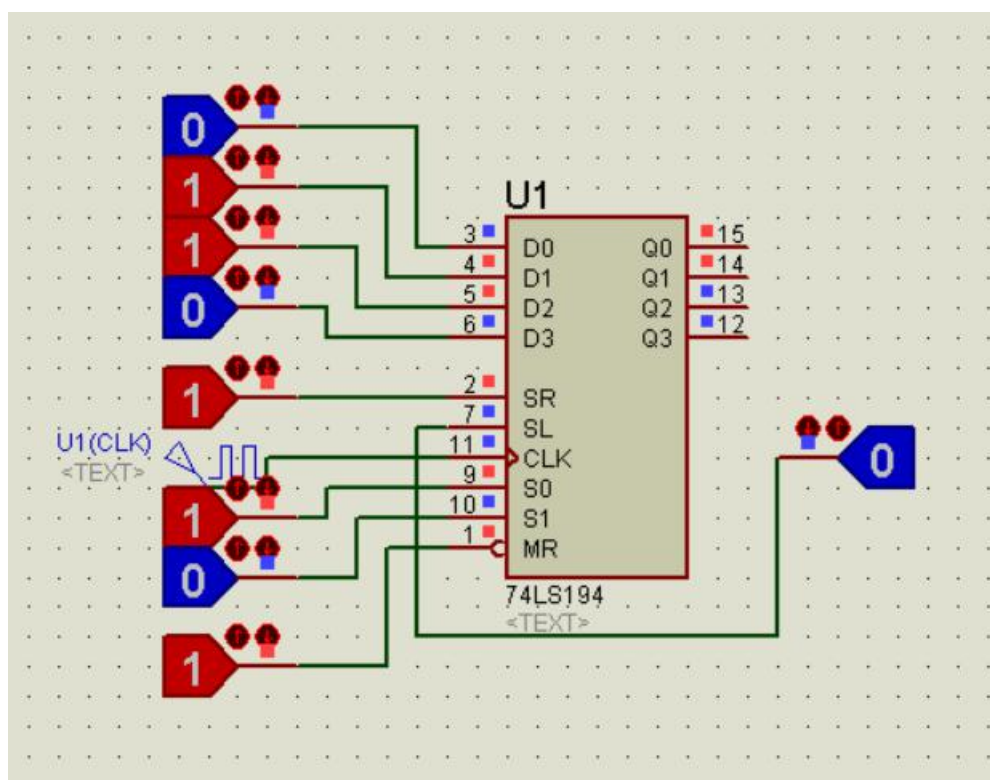 0
1
U1
1
3 D0 Q0 15
4 D1 Q1 14
0
5 D2 Q2 13
6 D3 Q3 12
1
2 SR
7 SL
U1(CLK)
11 CLK
0
<TEXT>
9 S0
1
10 S1
1 MR
0
74LS194
<TEXT>
1